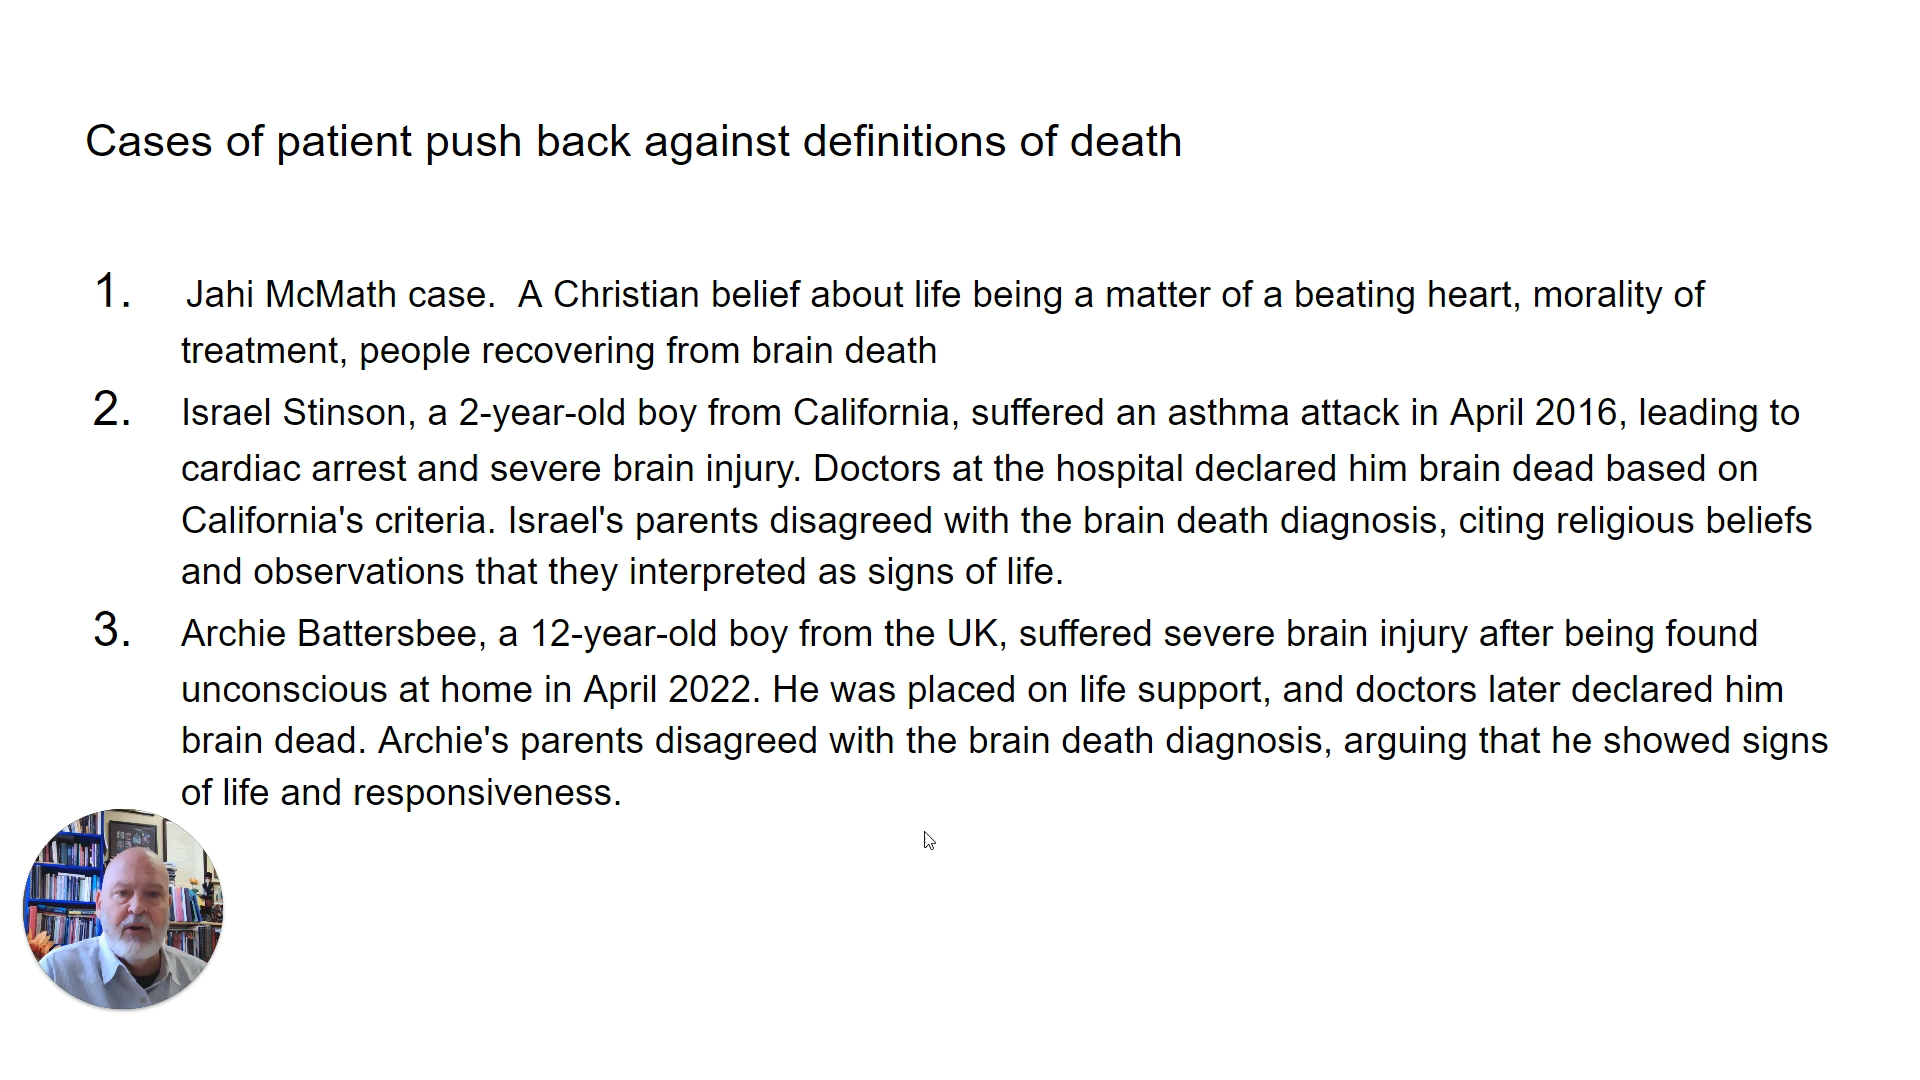 Cases of patient push back against definitions of death
1. Jahi McMath case.  A Christian belief about life being a matter of a beating heart, morality of
treatment, people recovering from brain death
2. Israel Stinson, a 2-year-old boy from California, suffered an asthma attack in April 2016, leading to
cardiac arrest and severe brain injury. Doctors at the hospital declared him brain dead based on
California's criteria. Israel's parents disagreed with the brain death diagnosis, citing religious beliefs
and observations that they interpreted as signs of life.
3. Archie Battersbee, a 12-year-old boy from the UK, suffered severe brain injury after being found
unconscious at home in April 2022. He was placed on life support, and doctors later declared him
brain dead. Archie's parents disagreed with the brain death diagnosis, arguing that he showed signs
of life and responsiveness.